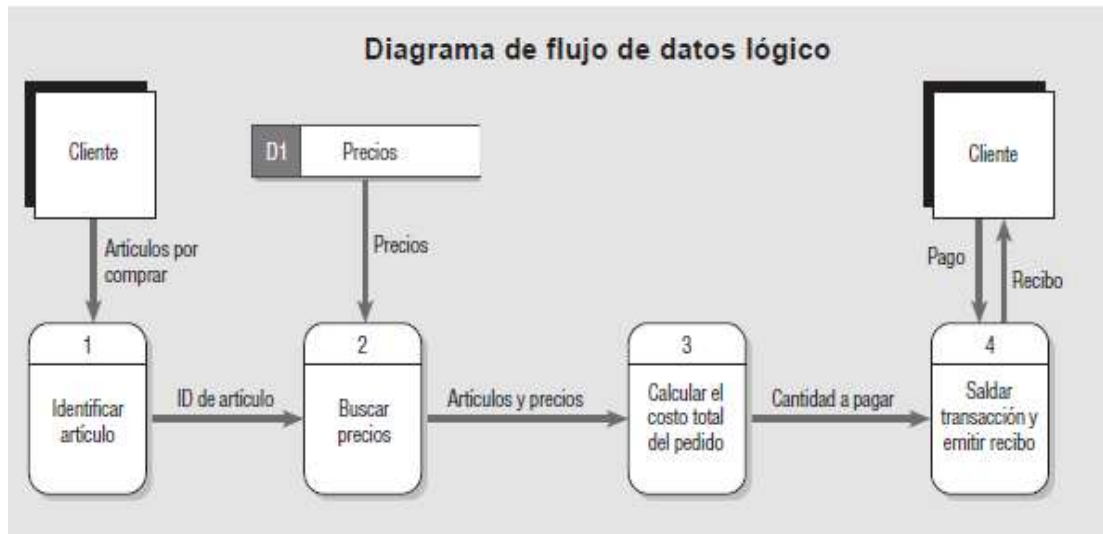 Diagrama de flujo de datos lógico
Cliente
D1 Precios
Cliente
Artículos por
comprar
Precios
Pago
Recibo
1
Identificar
artículo
ID de artículo
2
Buscar
precios
Artículos y precios
3
Calcular el
costo total
del pedido
Cantidad a pagar
4
Saldar
transacción y
emitir recibo